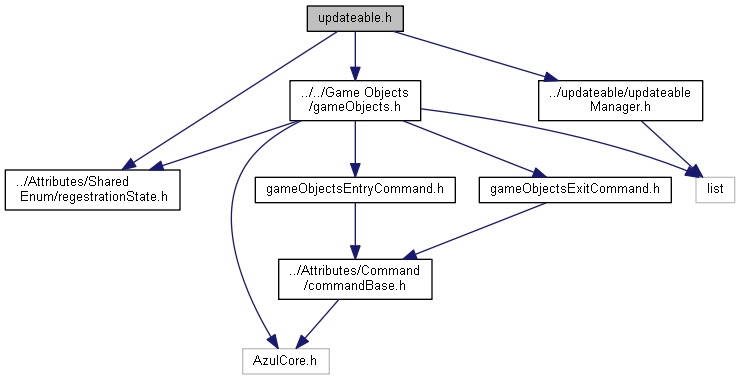 updateable.h
../../Game Objects
/gameObjects.h
../updateable/updateable
Manager.h
../Attributes/Shared
Enum/regestrationState.h
gameObjectsEntryCommand.h
gameObjectsExitCommand.h
list
../Attributes/Command
/commandBase.h
AzulCore.h